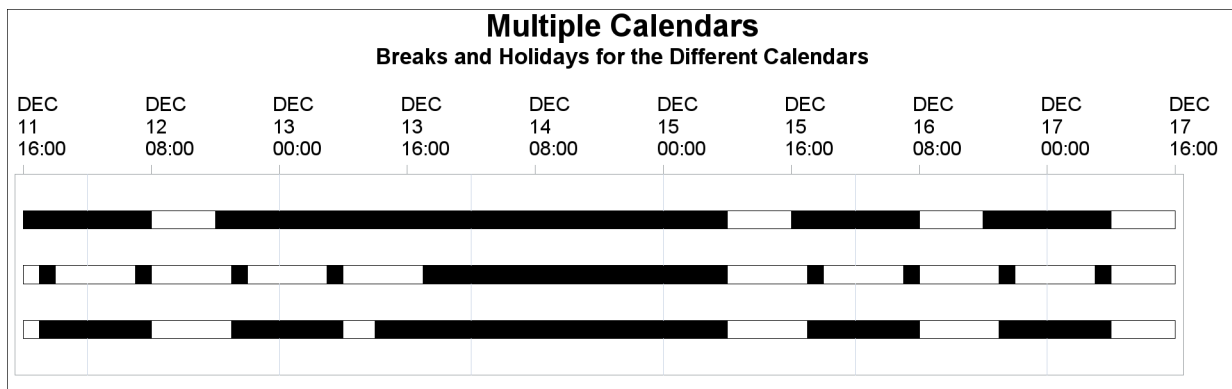 Multiple Calendars
Breaks and Holidays for the Different Calendars
DEC DEC DEC DEC DEC DEC DEC DEC DEC DEC
11 12 13 13 14 15 15 16 17 17
16:00 08:00 00:00 16:00 08:00 00:00 16:00 08:00 00:00 16:00